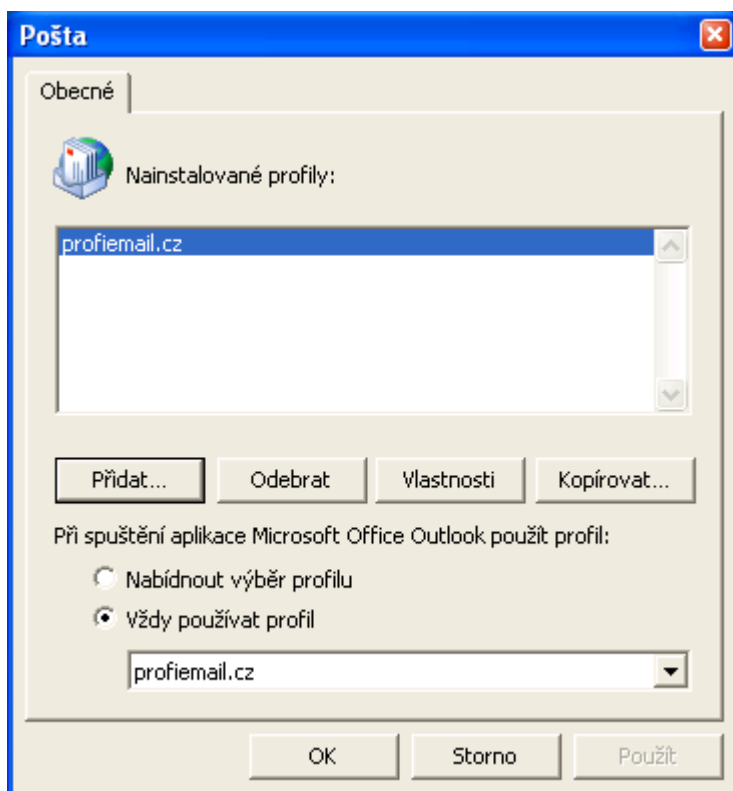 Pošta
Obecné
Nainstalované profily:
profiemail.cz
Přidat... Odebrat Vlastnosti Kopírovat...
Při spuštění aplikace Microsoft Office Outlook použít profil:
Nabídnout výběr profilu
Vždy používat profil
profiemail.cz
OK Storno Použít